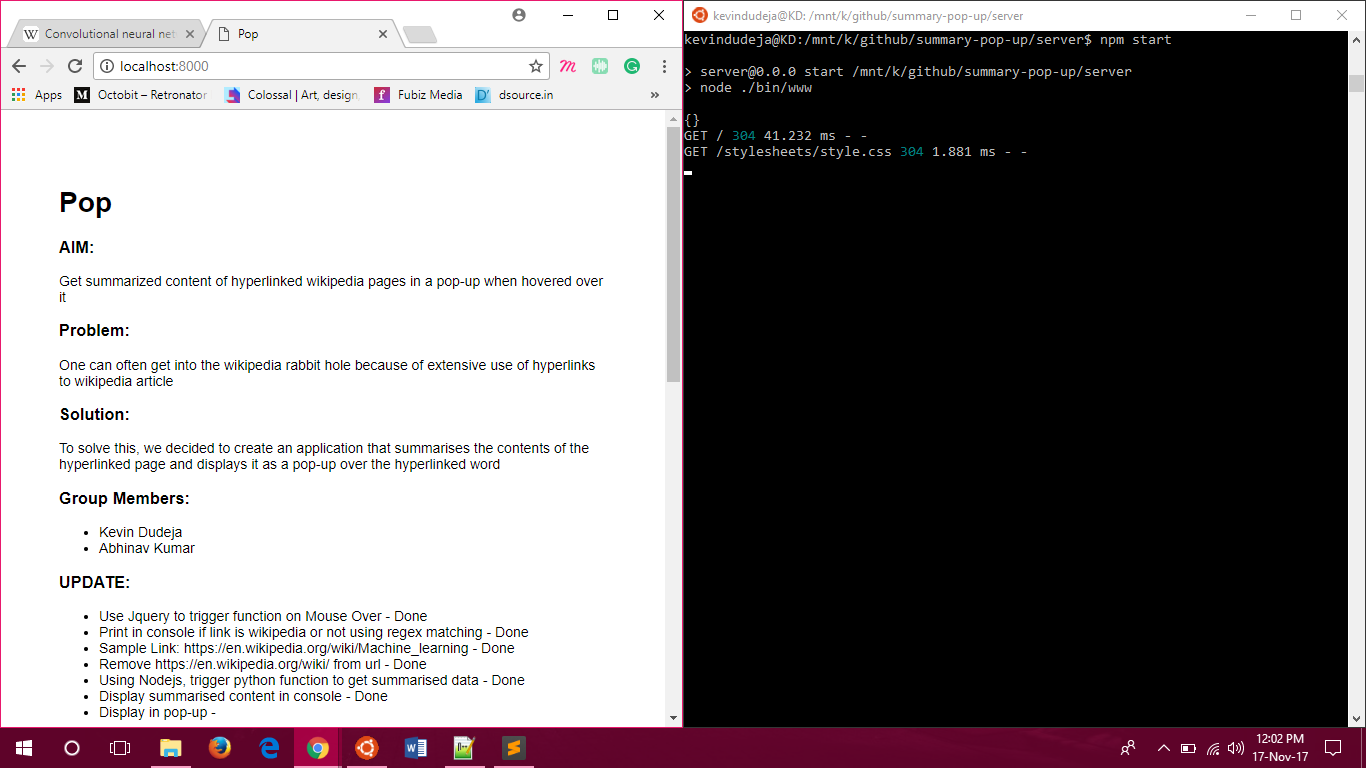 Convolutional neural net
Pop
localhost:8000
Apps
M
Octobit – Retronator
Colossal | Art, design
f
Fubiz Media
D'
dsource.in
»
Pop
AIM:
Get summarized content of hyperlinked wikipedia pages in a pop-up when hovered over
it
Problem:
One can often get into the wikipedia rabbit hole because of extensive use of hyperlinks
to wikipedia article
Solution:
To solve this, we decided to create an application that summarises the contents of the
hyperlinked page and displays it as a pop-up over the hyperlinked word
Group Members:
• Kevin Dudeja
• Abhinav Kumar
UPDATE:
• Use Jquery to trigger function on Mouse Over - Done
• Print in console if link is wikipedia or not using regex matching - Done
• Sample Link: https://en.wikipedia.org/wiki/Machine_learning - Done
• Remove https://en.wikipedia.org/wiki/ from url - Done
• Using Nodejs, trigger python function to get summarised data - Done
• Display summarised content in console - Done
• Display in pop-up -
kevindudeja@KD: /mnt/k/github/summary-pop-up/server
kevindudeja@KD:/mnt/k/github/summary-pop-up/server$ npm start
> server@0.0.0 start /mnt/k/github/summary-pop-up/server
> node ./bin/www
{}
GET / 304 41.232 ms - -
GET /stylesheets/style.css 304 1.881 ms - -
12:02 PM
17-Nov-17